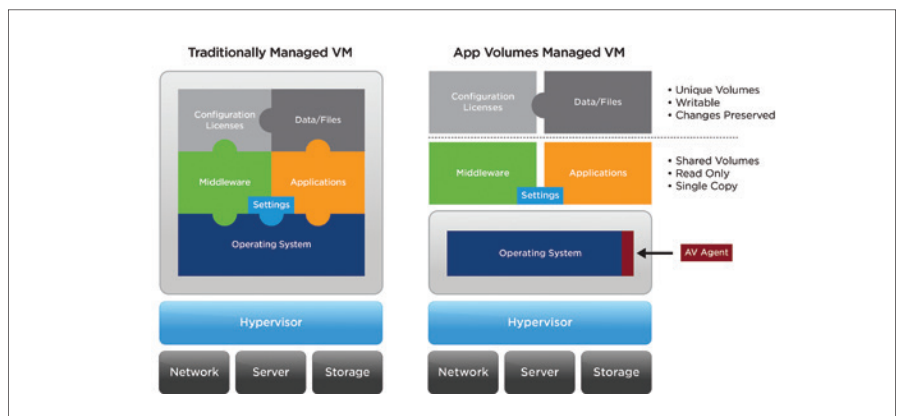 Traditionally Managed VM
Configuration
Licenses
Data/Files
Middleware
Applications
Settings
Operating System
Hypervisor
Network
Server
Storage
App Volumes Managed VM
Configuration
Licenses
Data/Files
• Unique Volumes
• Writable
• Changes Preserved
Middleware
Applications
Settings
• Shared Volumes
• Read Only
• Single Copy
Operating System
AV Agent
Hypervisor
Network
Server
Storage